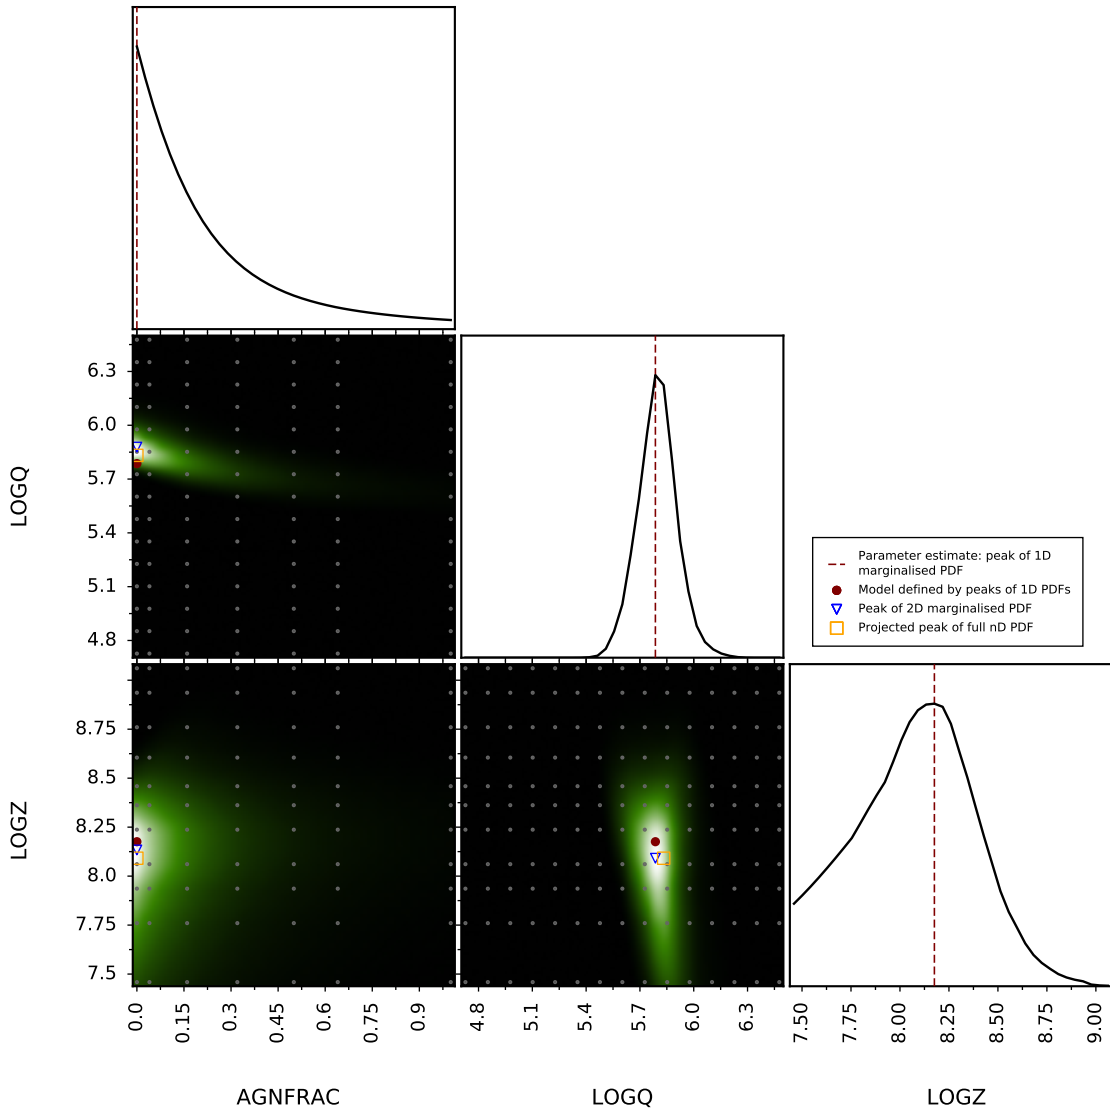 6.3
6.0
5.7
5.4
5.1
4.8
LOGQ
Parameter estimate: peak of 1D
marginalised PDF
Model defined by peaks of 1D PDFs
Peak of 2D marginalised PDF
Projected peak of full nD PDF
8.75
8.5
8.25
8.0
7.75
7.5
LOGZ
0.0 0.15 0.3 0.45 0.6 0.75 0.9
4.8 5.1 5.4 5.7 6.0 6.3
7.50 7.75 8.00 8.25 8.50 8.75 9.00
AGNFRAC LOGQ LOGZ